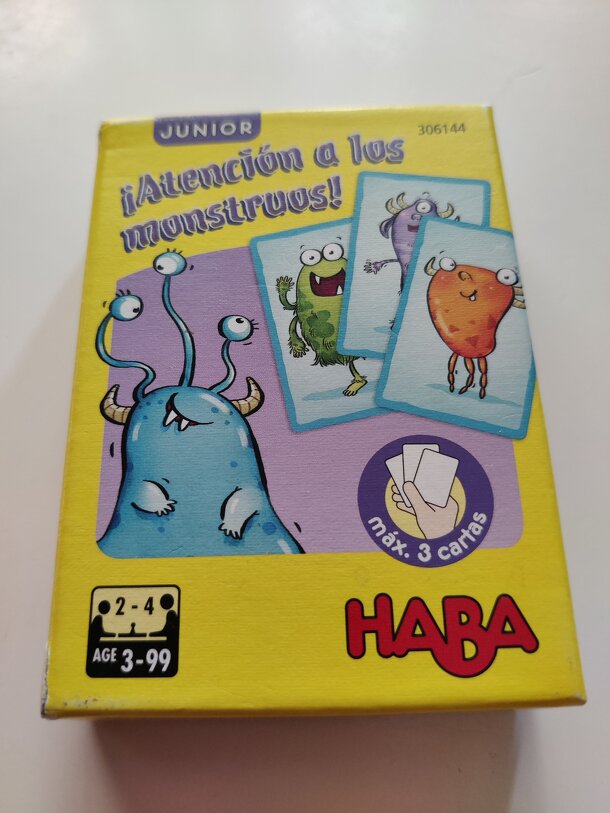 JUNIOR
306144
¡Atención a los
monstruos!
máx. 3 cartas
2 - 4
AGE 3-99
HABA